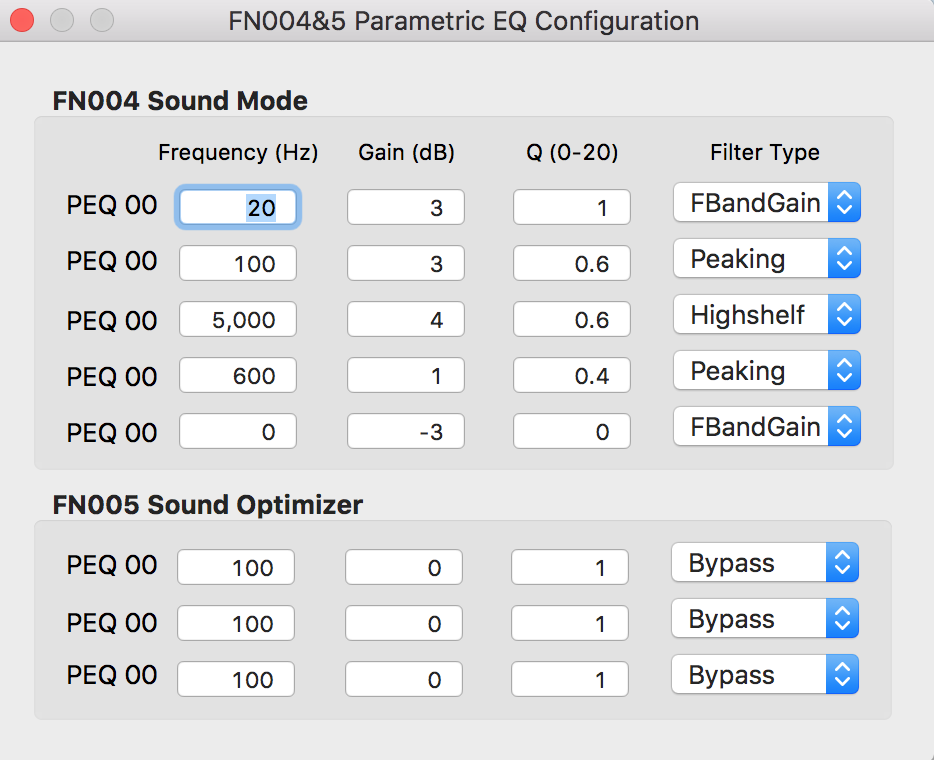 FN004&5 Parametric EQ Configuration
FN004 Sound Mode
Frequency (Hz) Gain (dB) Q (0-20) Filter Type
PEQ 00 20 3 1 FBandGain
PEQ 00 100 3 0.6 Peaking
PEQ 00 5,000 4 0.6 Highshelf
PEQ 00 600 1 0.4 Peaking
PEQ 00 0 -3 0 FBandGain
FN005 Sound Optimizer
PEQ 00 100 0 1 Bypass
PEQ 00 100 0 1 Bypass
PEQ 00 100 0 1 Bypass